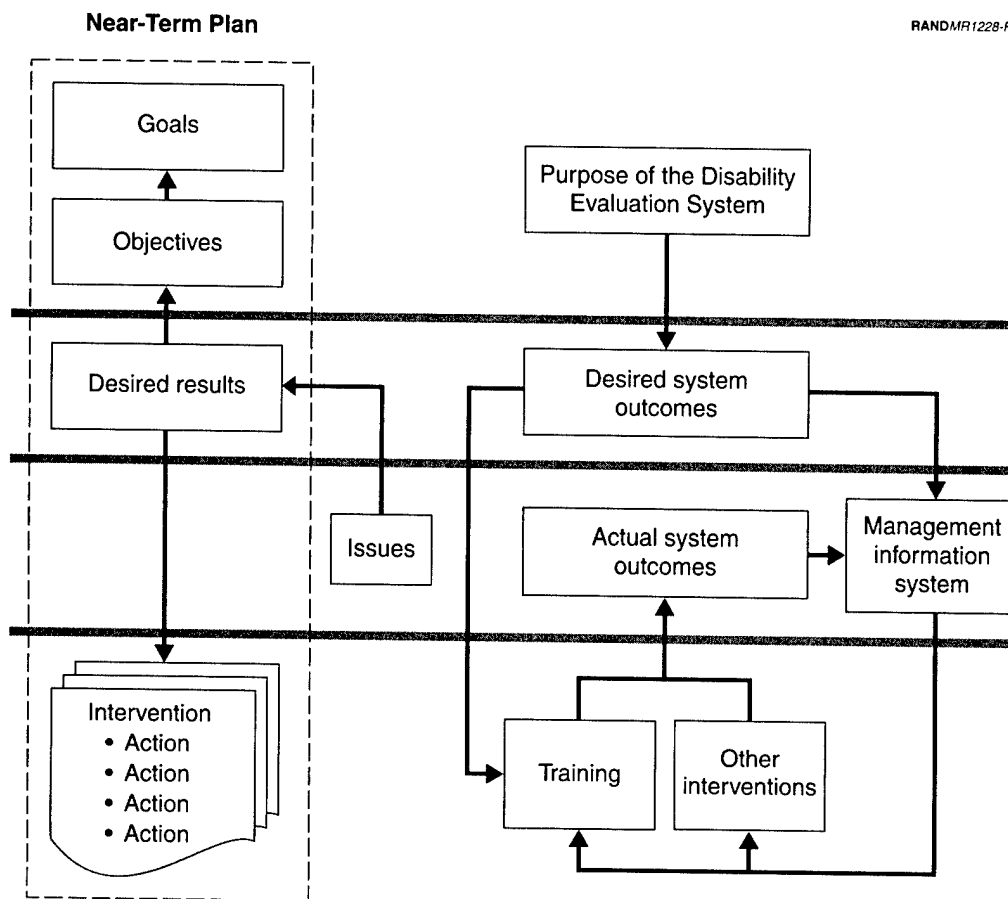 Near-Term Plan
RANDMR1228-
Goals
Objectives
Desired results
Issues
Intervention
• Action
• Action
• Action
• Action
Purpose of the Disability
Evaluation System
Desired system
outcomes
Actual system
outcomes
Management
information
system
Training
Other
interventions